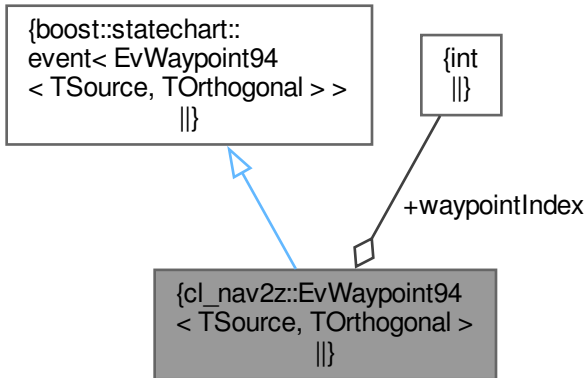 {boost::statechart::
event< EvWaypoint94
< TSource, TOrthogonal > >
||}
{int
||}
+waypointIndex
{cl_nav2z::EvWaypoint94
< TSource, TOrthogonal >
||}